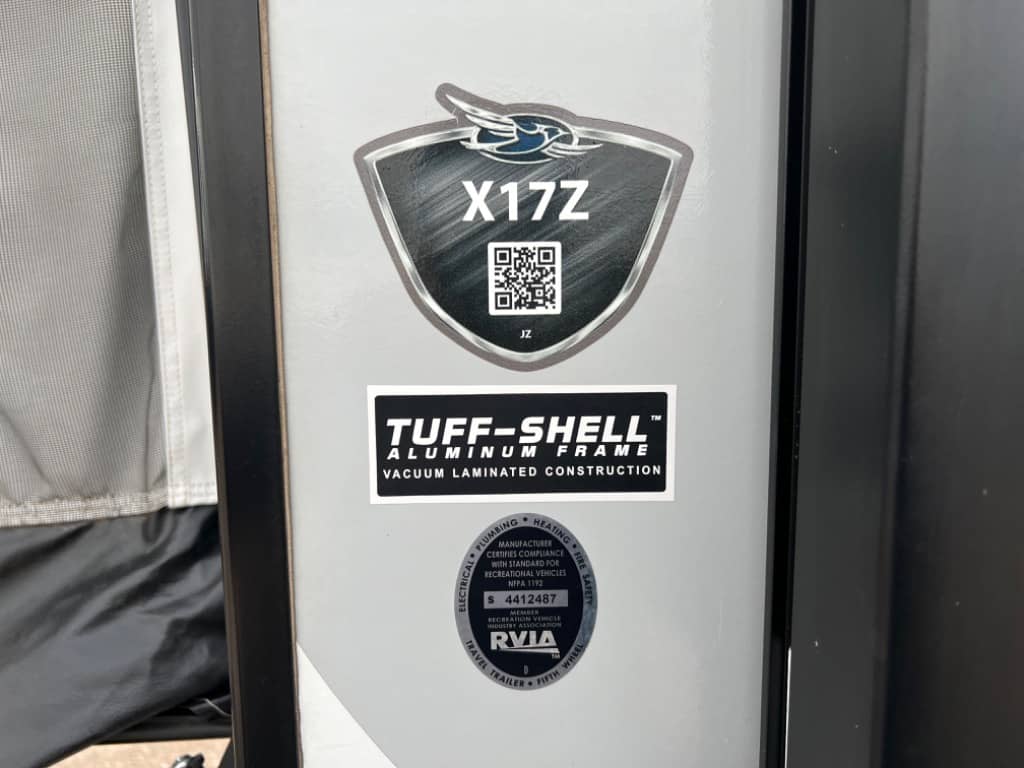 X17Z
JZ
TUFF-SHELL™
ALUMINUM FRAME
VACUUM LAMINATED CONSTRUCTION
ELECTRICAL • PLUMBING • HEATING • FIRE SAFETY
MANUFACTURER
CERTIFIES COMPLIANCE
WITH STANDARD FOR
RECREATIONAL VEHICLES
NFPA 1192
S 4412487
MEMBER
RECREATION VEHICLE
INDUSTRY ASSOCIATION
RVIA™
D
TRAVEL TRAILER • FIFTH WHEEL